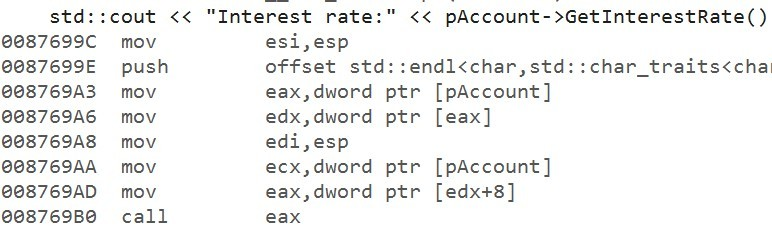 std::cout << "Interest rate:" << pAccount->GetInterestRate()
0087699C mov esi,esp
0087699E push offset std::endl<char,std::char_traits<cha
008769A3 mov eax,dword ptr [pAccount]
008769A6 mov edx,dword ptr [eax]
008769A8 mov edi,esp
008769AA mov ecx,dword ptr [pAccount]
008769AD mov eax,dword ptr [edx+8]
008769B0 call eax